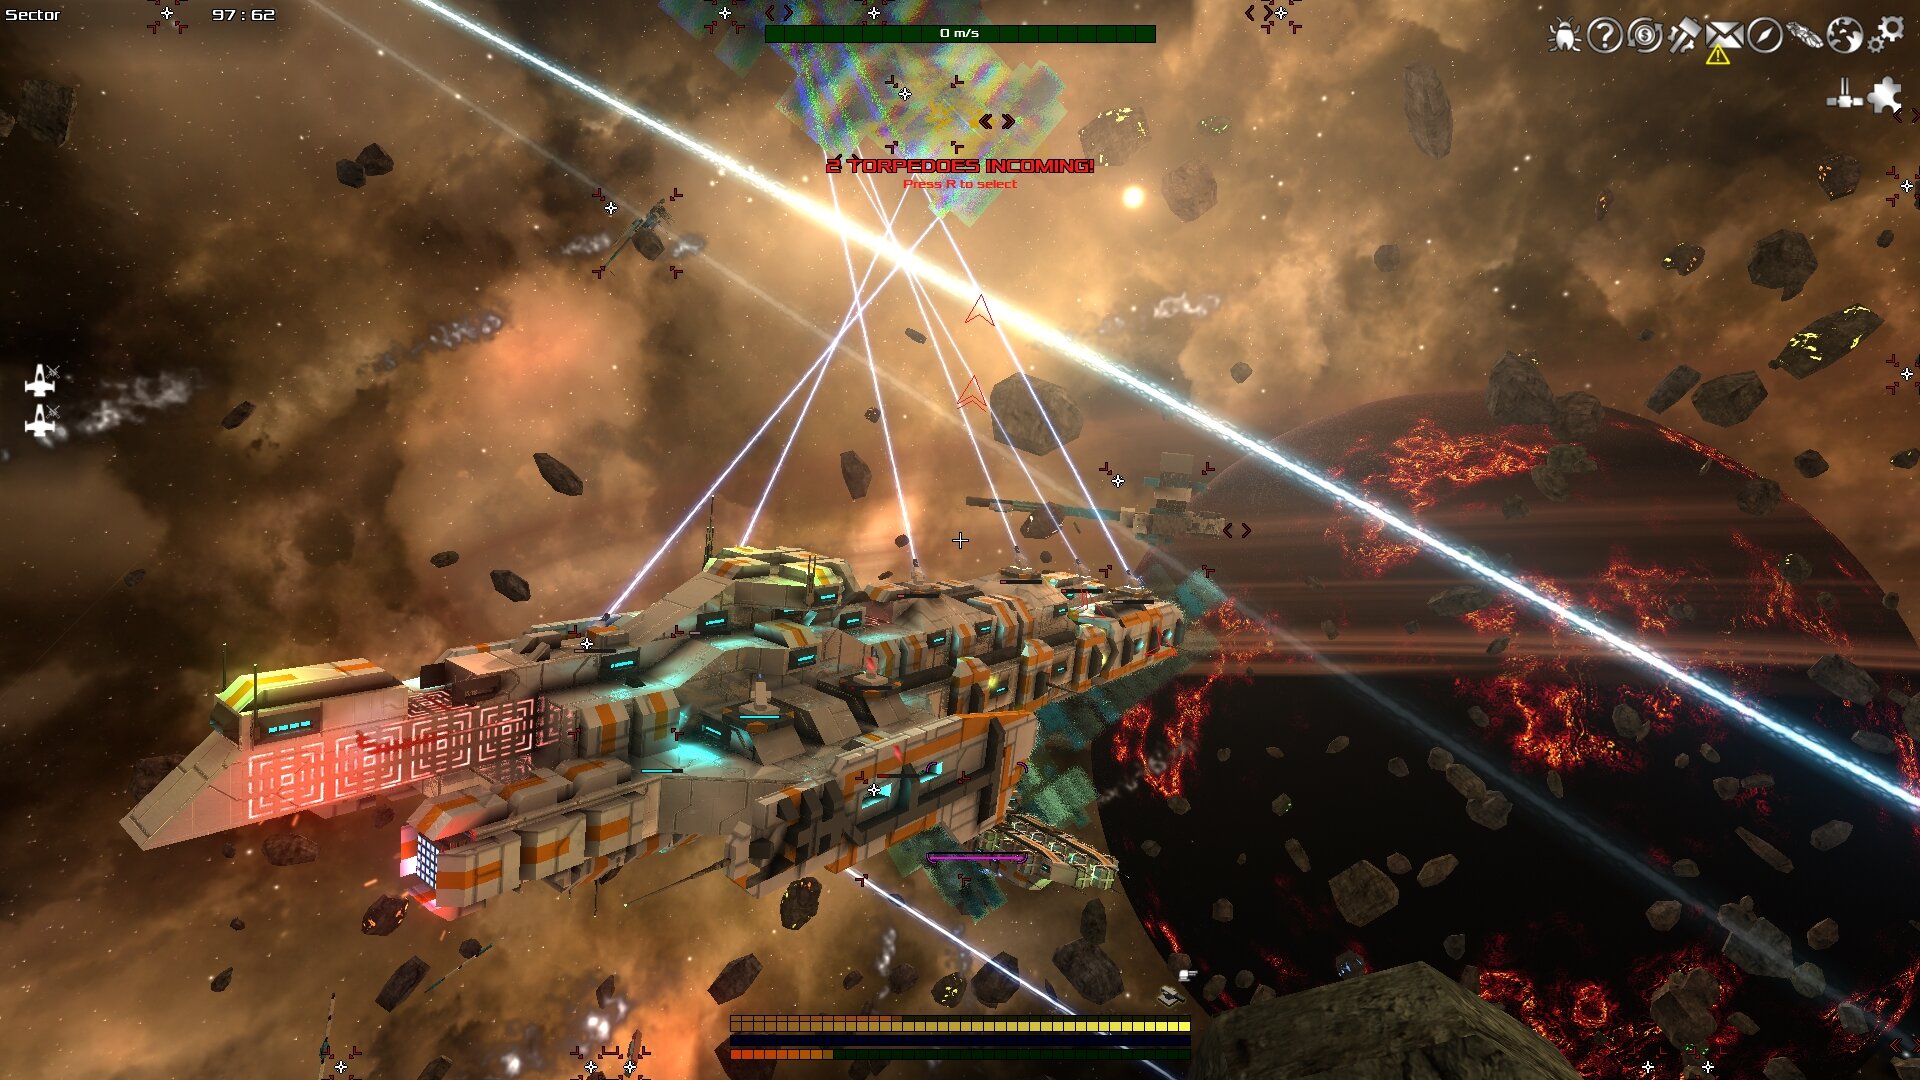 Sector
97 : 62
0 m/s
2 TORPEDOES INCOMING!
Press R to select